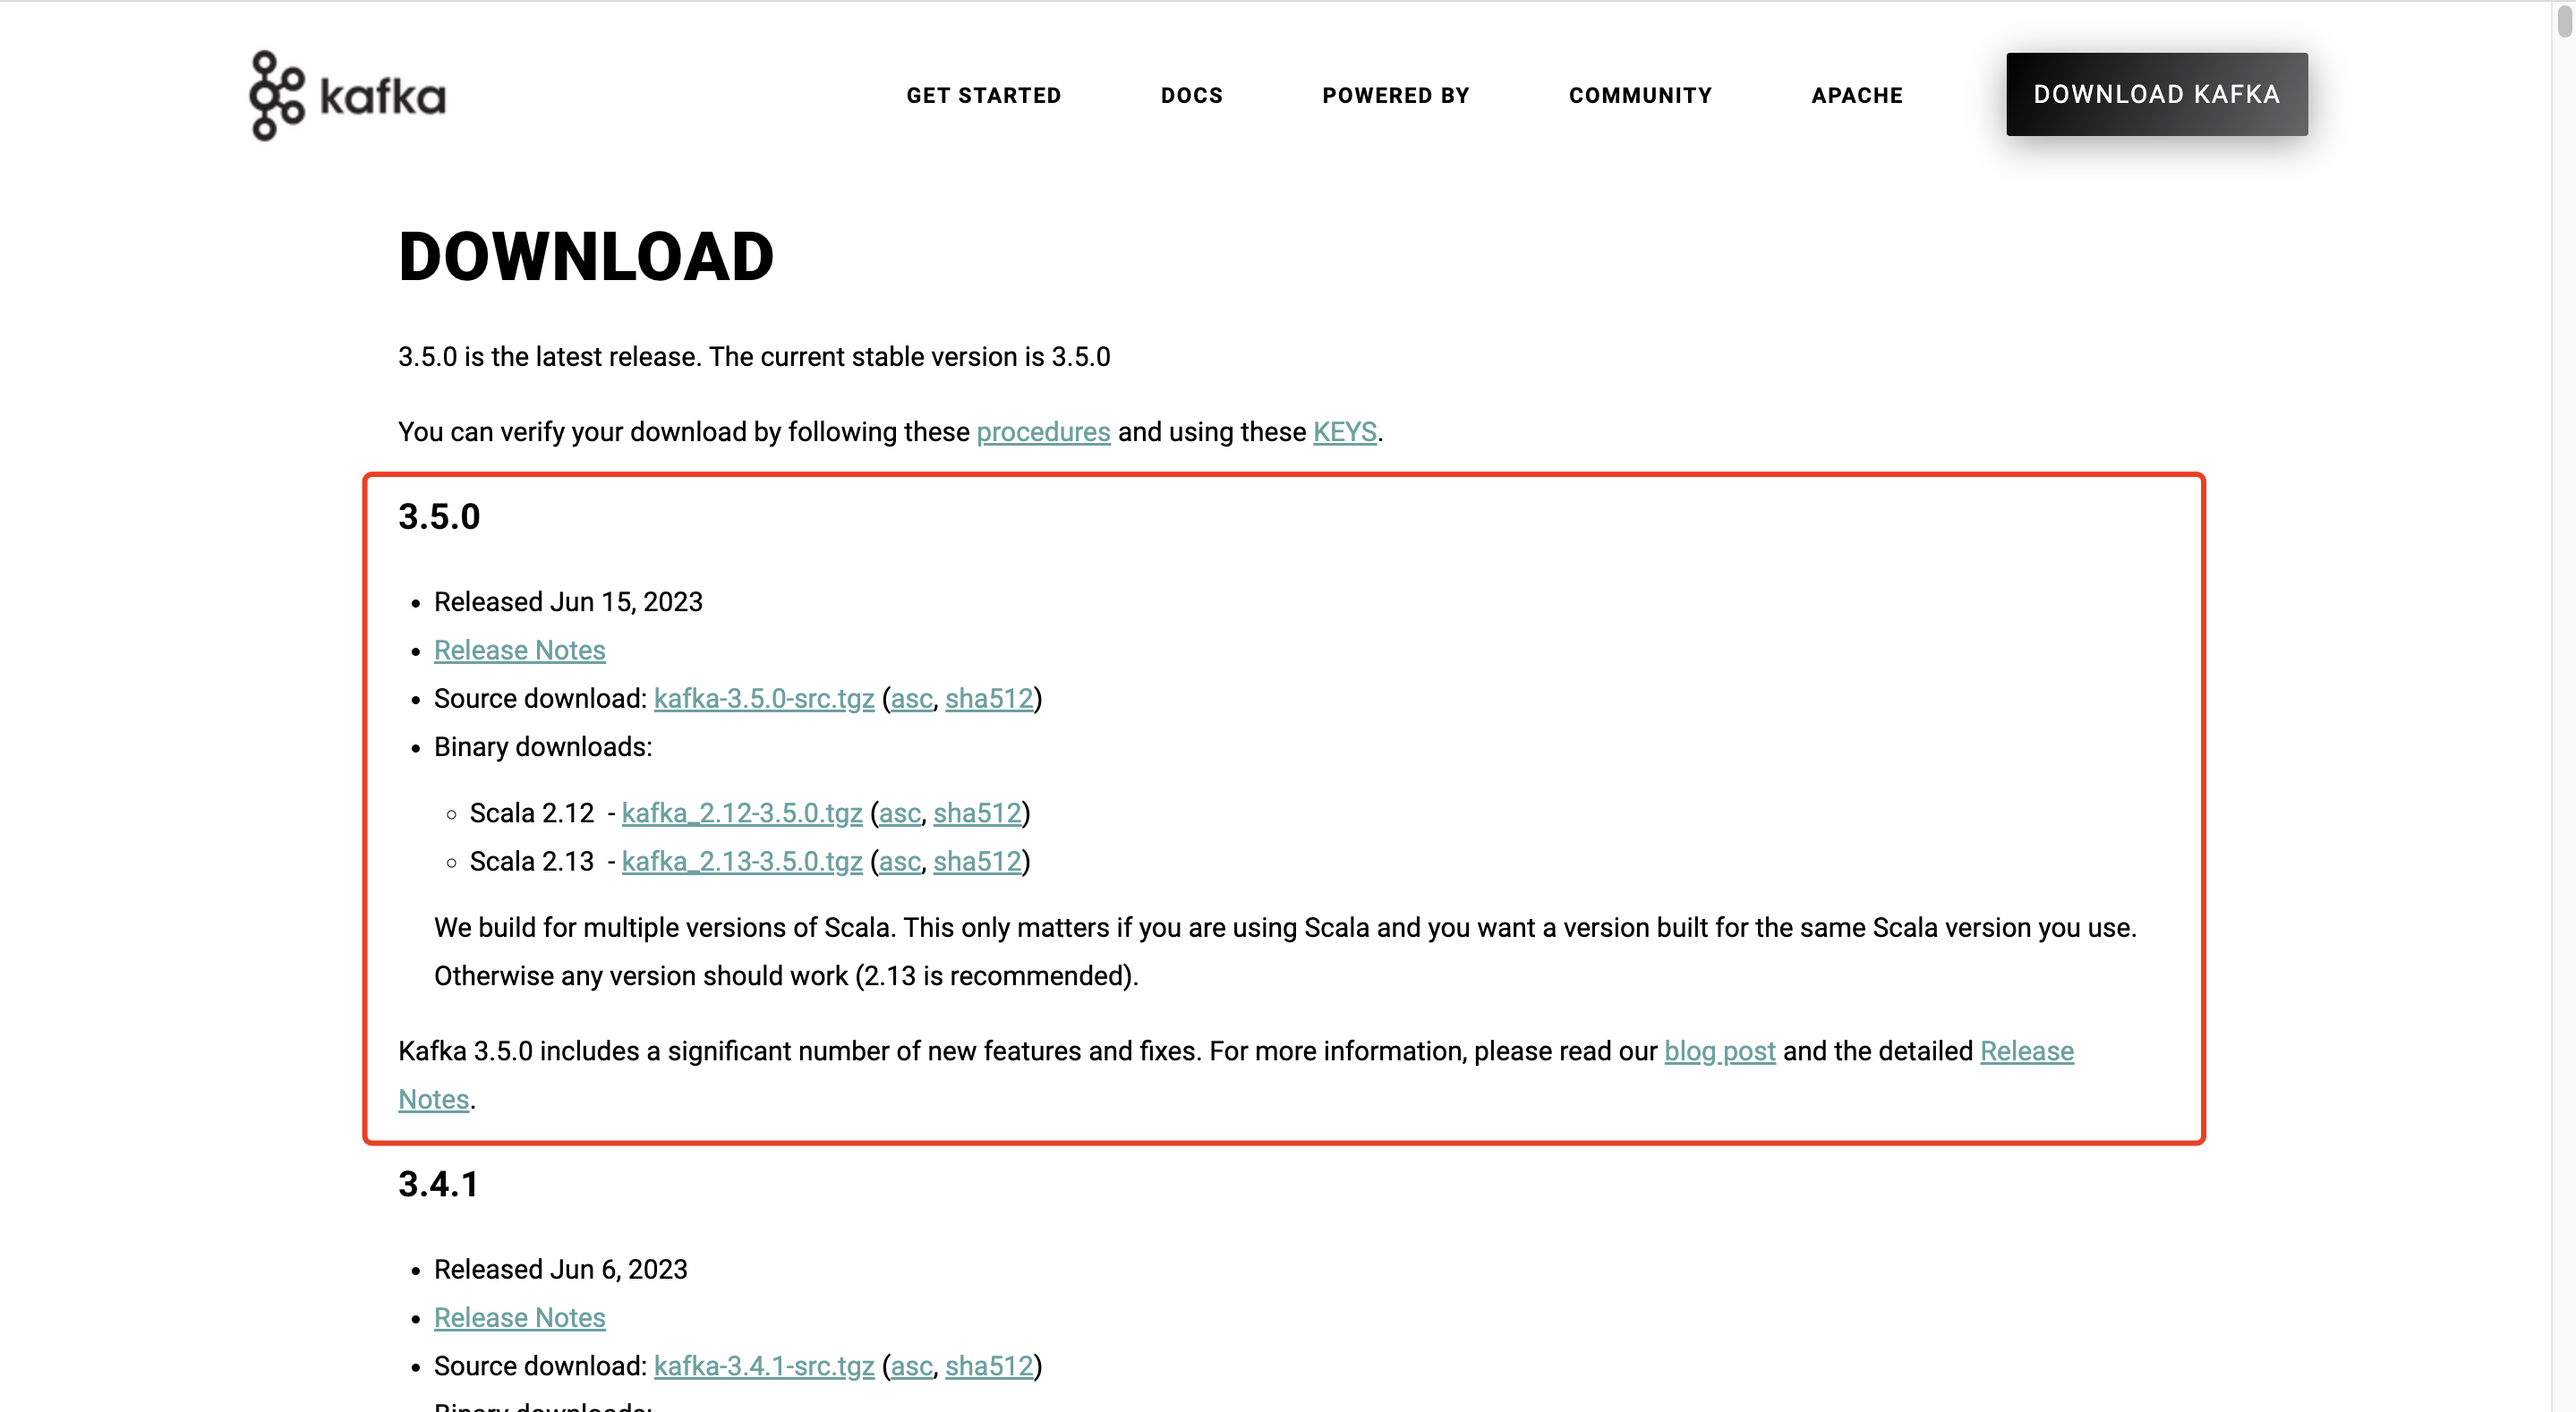 kafka
GET STARTED
DOCS
POWERED BY
COMMUNITY
APACHE
DOWNLOAD KAFKA
DOWNLOAD
3.5.0 is the latest release. The current stable version is 3.5.0
You can verify your download by following these procedures and using these KEYS.
3.5.0
• Released Jun 15, 2023
• Release Notes
• Source download: kafka-3.5.0-src.tgz (asc, sha512)
• Binary downloads:
◦ Scala 2.12 - kafka_2.12-3.5.0.tgz (asc, sha512)
◦ Scala 2.13 - kafka_2.13-3.5.0.tgz (asc, sha512)
We build for multiple versions of Scala. This only matters if you are using Scala and you want a version built for the same Scala version you use.
Otherwise any version should work (2.13 is recommended).
Kafka 3.5.0 includes a significant number of new features and fixes. For more information, please read our blog post and the detailed Release
Notes.
3.4.1
• Released Jun 6, 2023
• Release Notes
• Source download: kafka-3.4.1-src.tgz (asc, sha512)
Binary downloads: